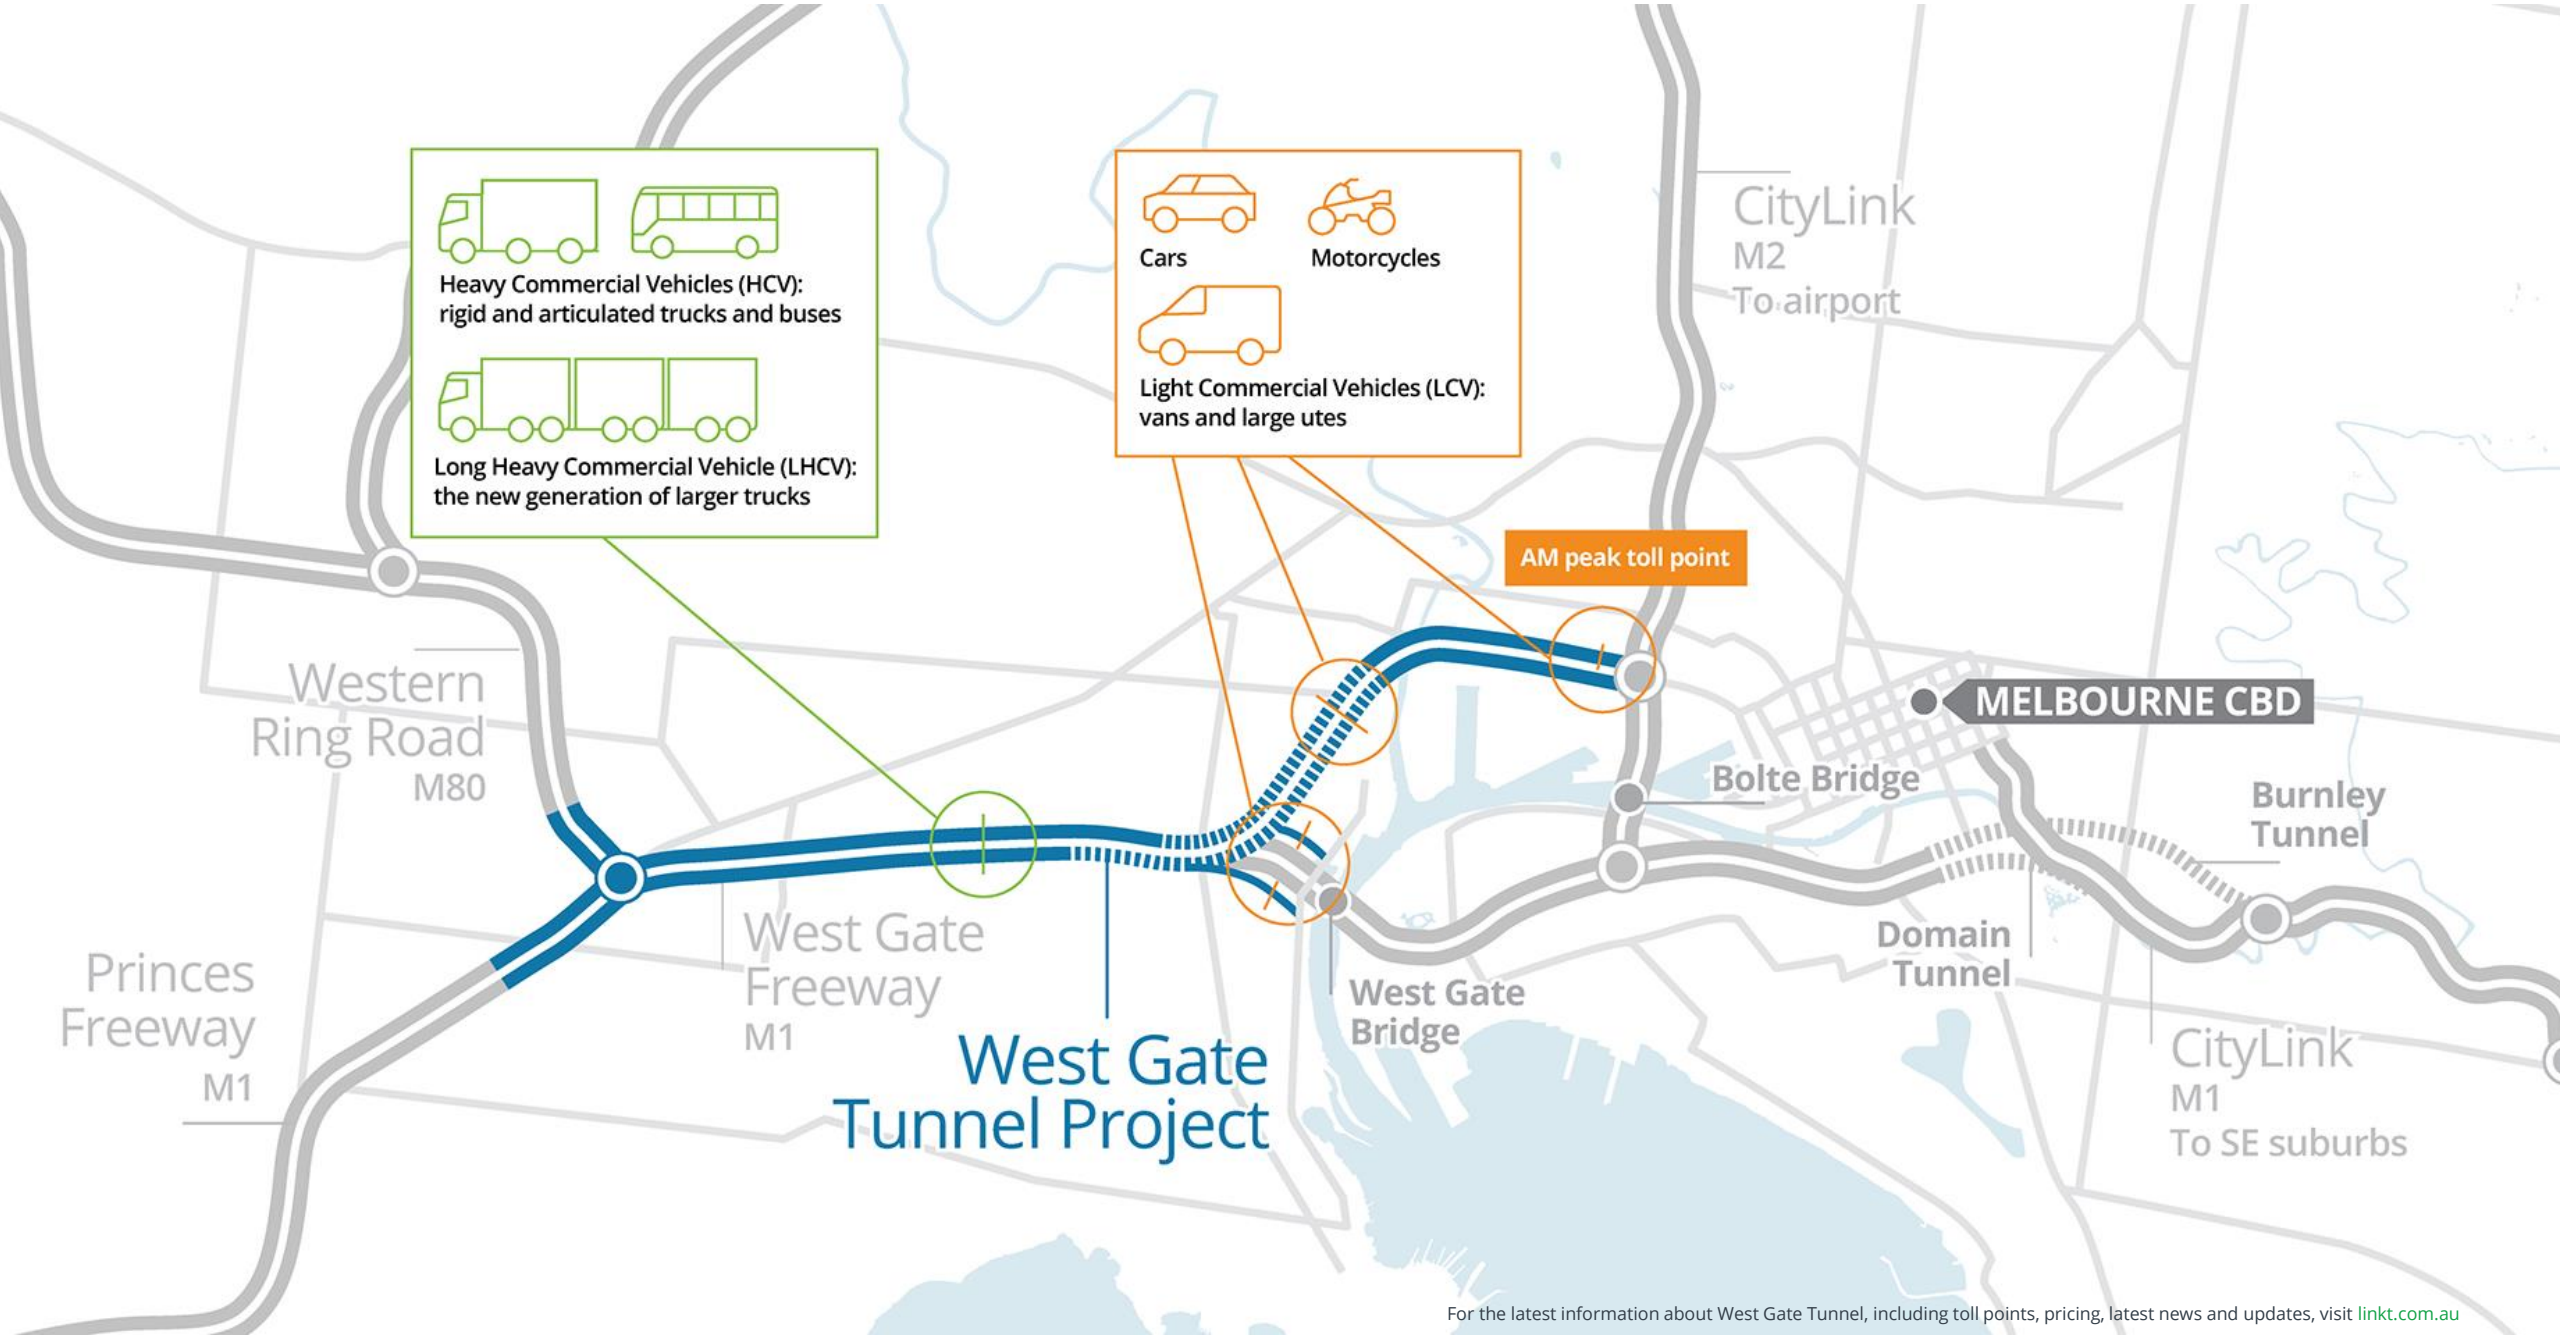 CityLink
M2
To airport
Heavy Commercial Vehicles (HCV):
rigid and articulated trucks and buses
Long Heavy Commercial Vehicle (LHCV):
the new generation of larger trucks
Cars
Motorcycles
Light Commercial Vehicles (LCV):
vans and large utes
AM peak toll point
Western
Ring Road
M80
MELBOURNE CBD
Bolte Bridge
Burnley
Tunnel
Princes
Freeway
M1
West Gate
Freeway
M1
West Gate
Tunnel Project
West Gate
Bridge
Domain
Tunnel
CityLink
M1
To SE suburbs
For the latest information about West Gate Tunnel, including toll points, pricing, latest news and updates, visit linkt.com.au